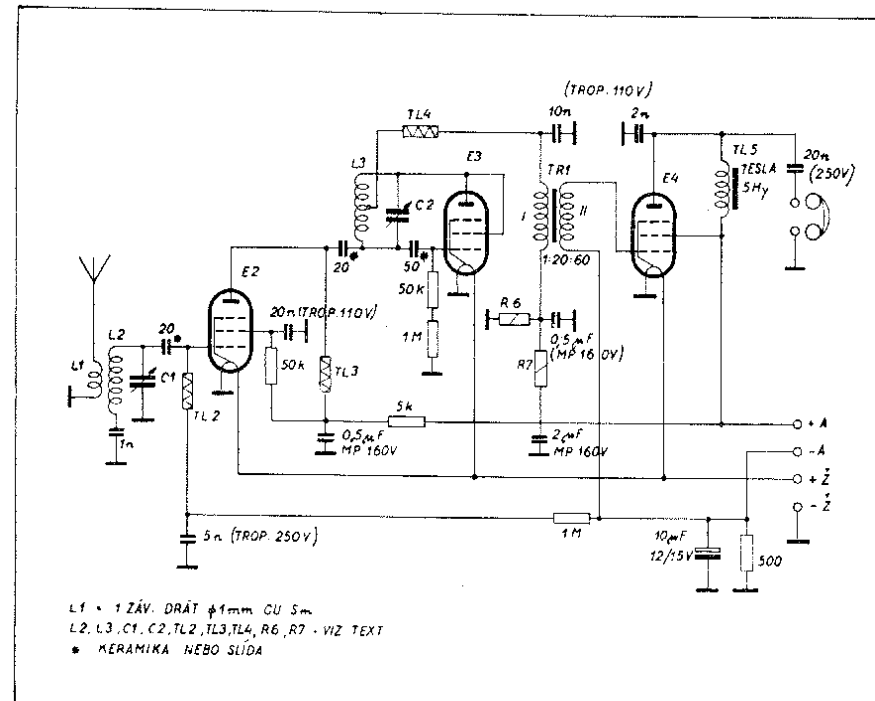 (TROP. 110V)
10n
2n
TL4
L3
E3
TR1
E4
TL5
TESLA
5Hy
20n
(250V)
C2
I
II
1:20:60
20
*
50
*
E2
20n (TROP. 110V)
50k
1M
R6
0,5µF
(MP 160V)
R7
20
*
L2
L1
C1
TL2
50k
TL3
5k
1n
0,5µF
MP 160V
2µF
MP 160V
+ A
- A
+ Ž
- Ž
5n (TROP. 250V)
1M
10µF
12/15V
500
L1 = 1 ZÁV. DRÁT ϕ 1mm CU Sm
L2, L3, C1, C2, TL2, TL3, TL4, R6, R7 - VIZ TEXT
* KERAMIKA NEBO SLÍDA